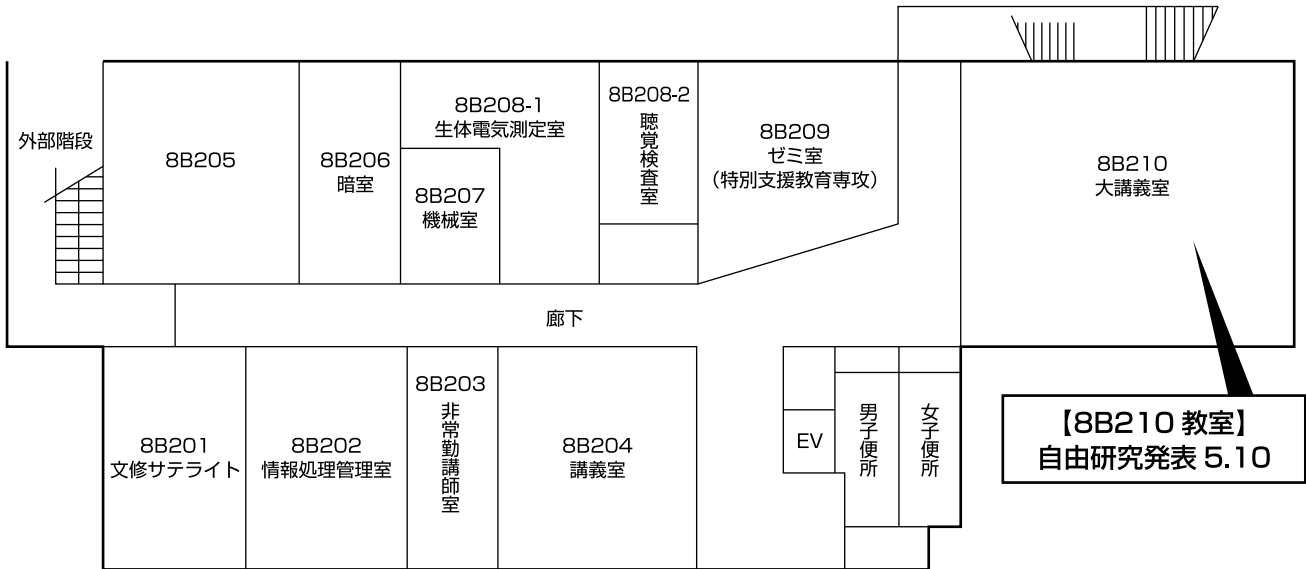 外部階段
8B205
8B206
暗室
8B208-1
生体電気測定室
8B207
機械室
8B208-2
聴覚検査室
8B209
ゼミ室
（特別支援教育専攻）
8B210
大講義室
廊下
8B201
文修サテライト
8B202
情報処理管理室
8B203
非常勤講師室
8B204
講義室
EV
男子便所
女子便所
【8B210 教室】
自由研究発表 5.10